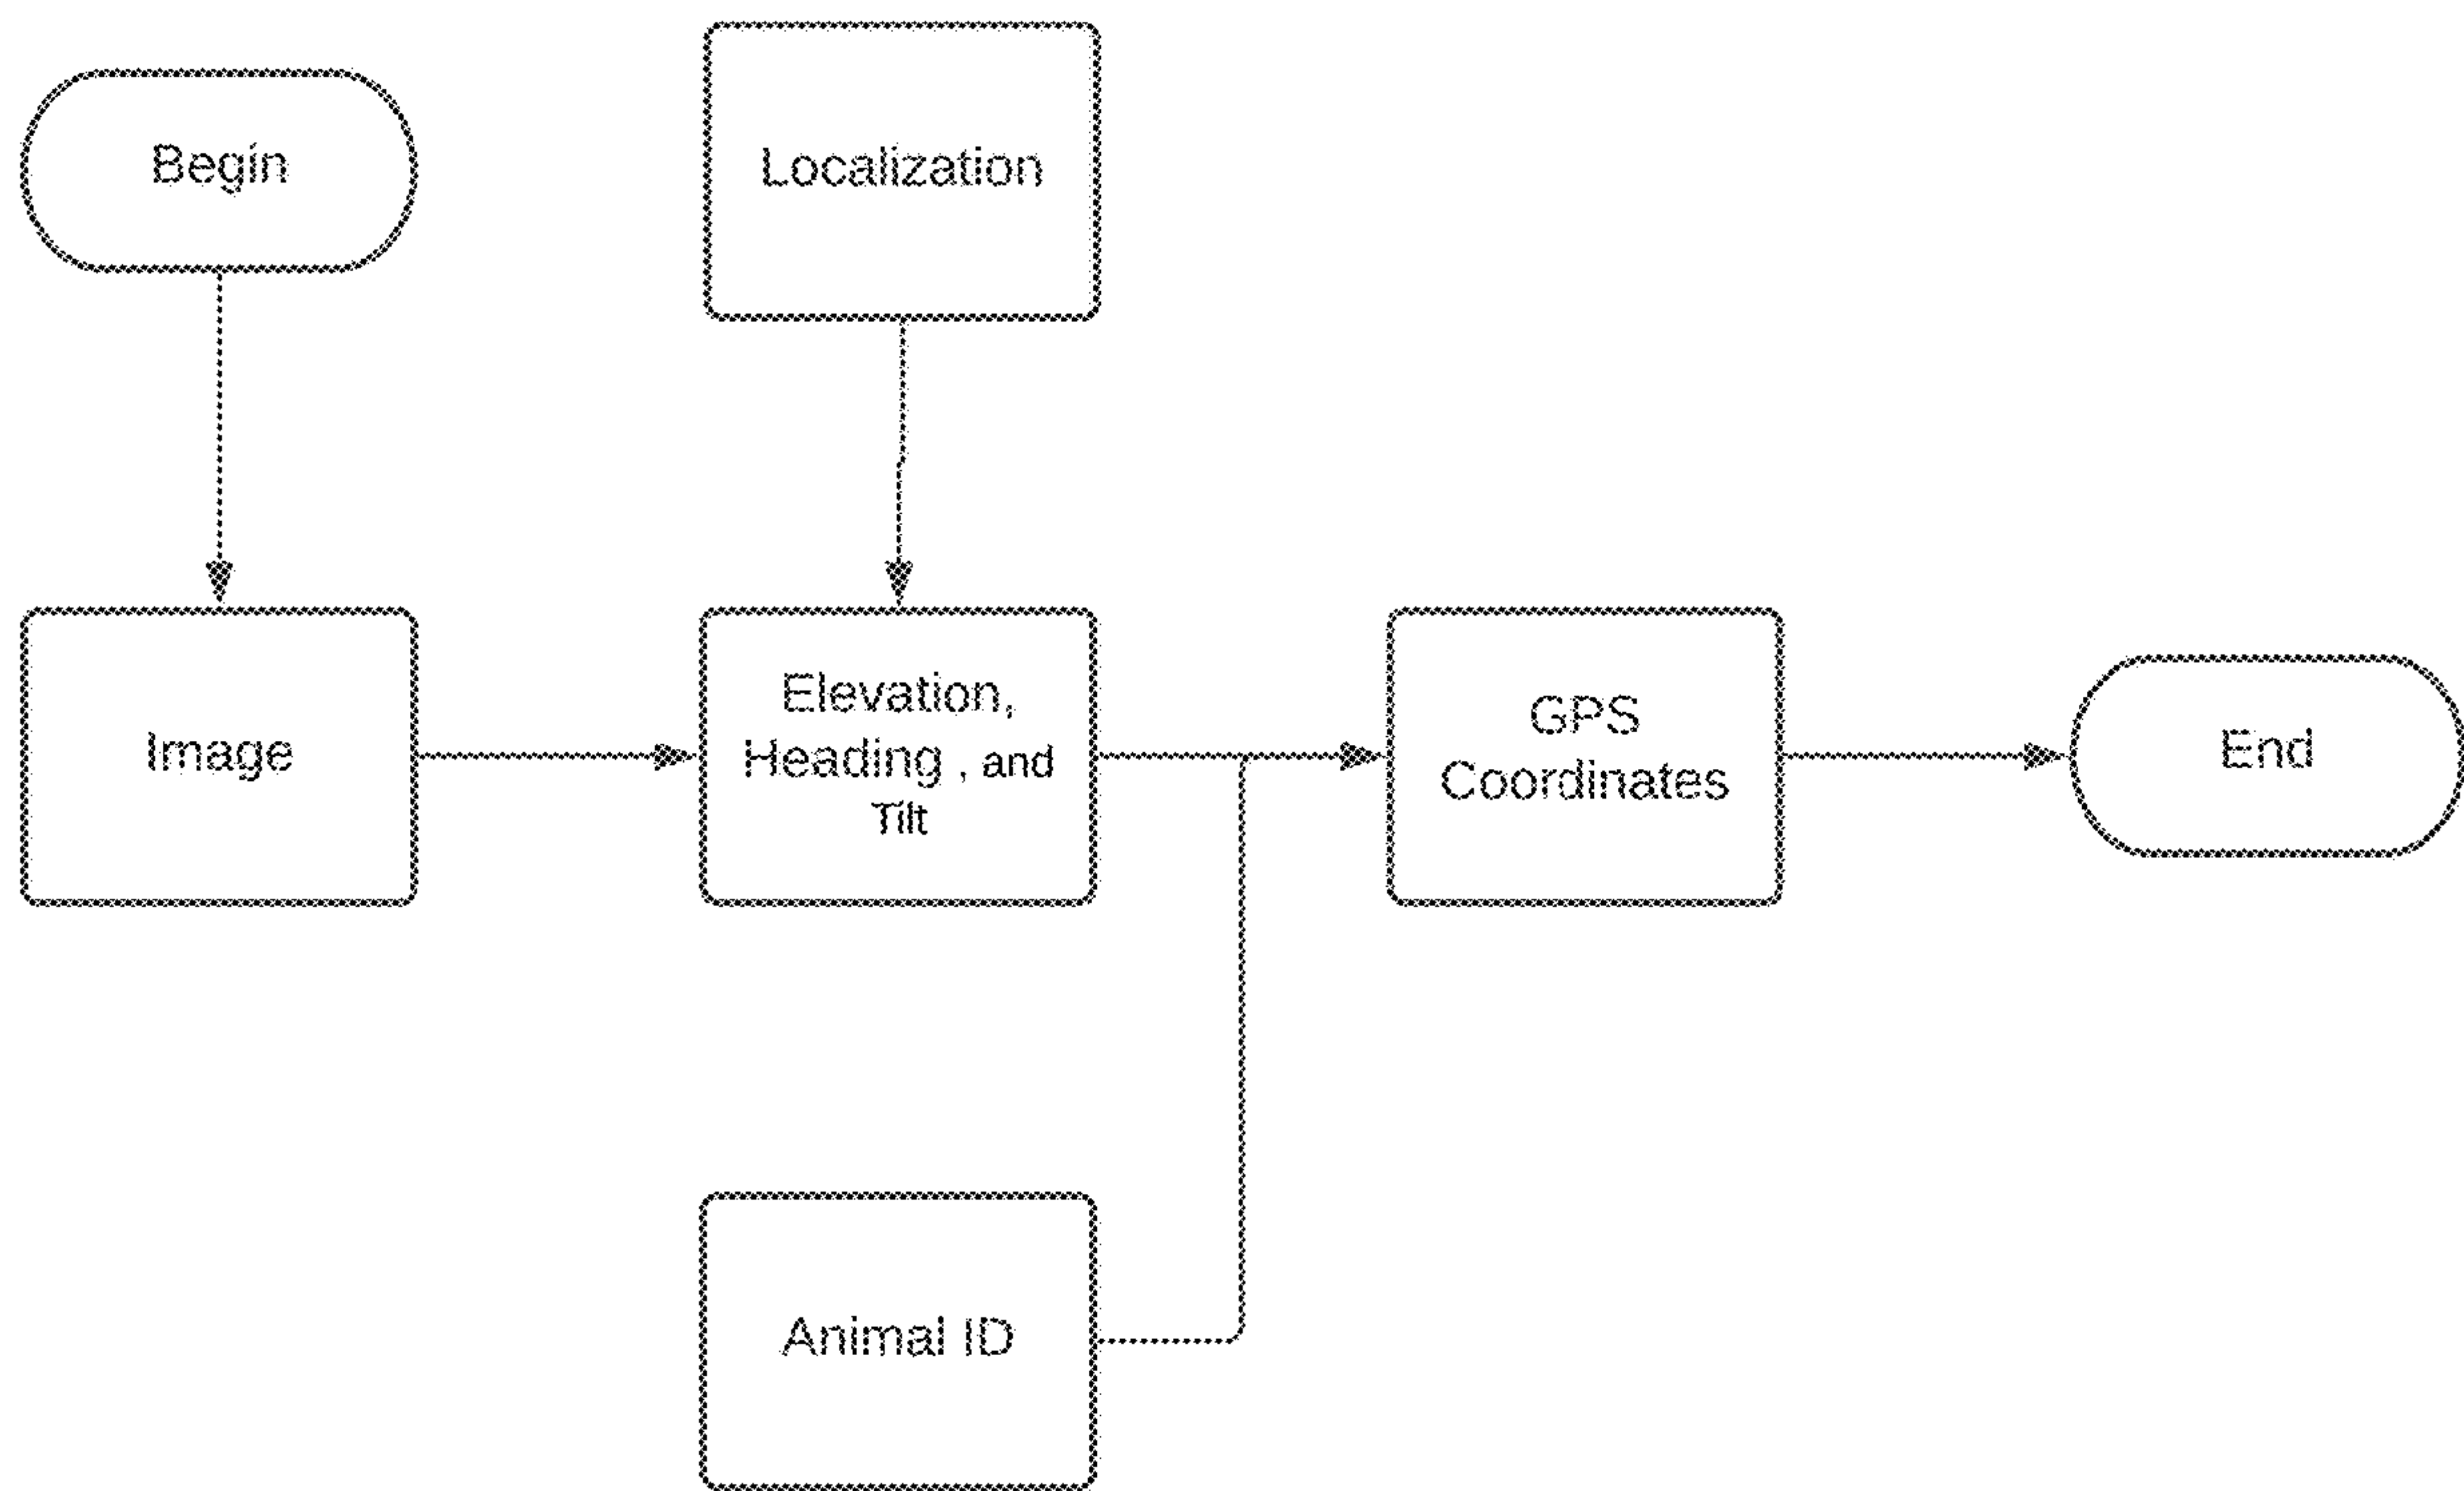 Begin
Localization
Image
Elevation,
Heading , and
Tilt
GPS
Coordinates
End
Animal ID